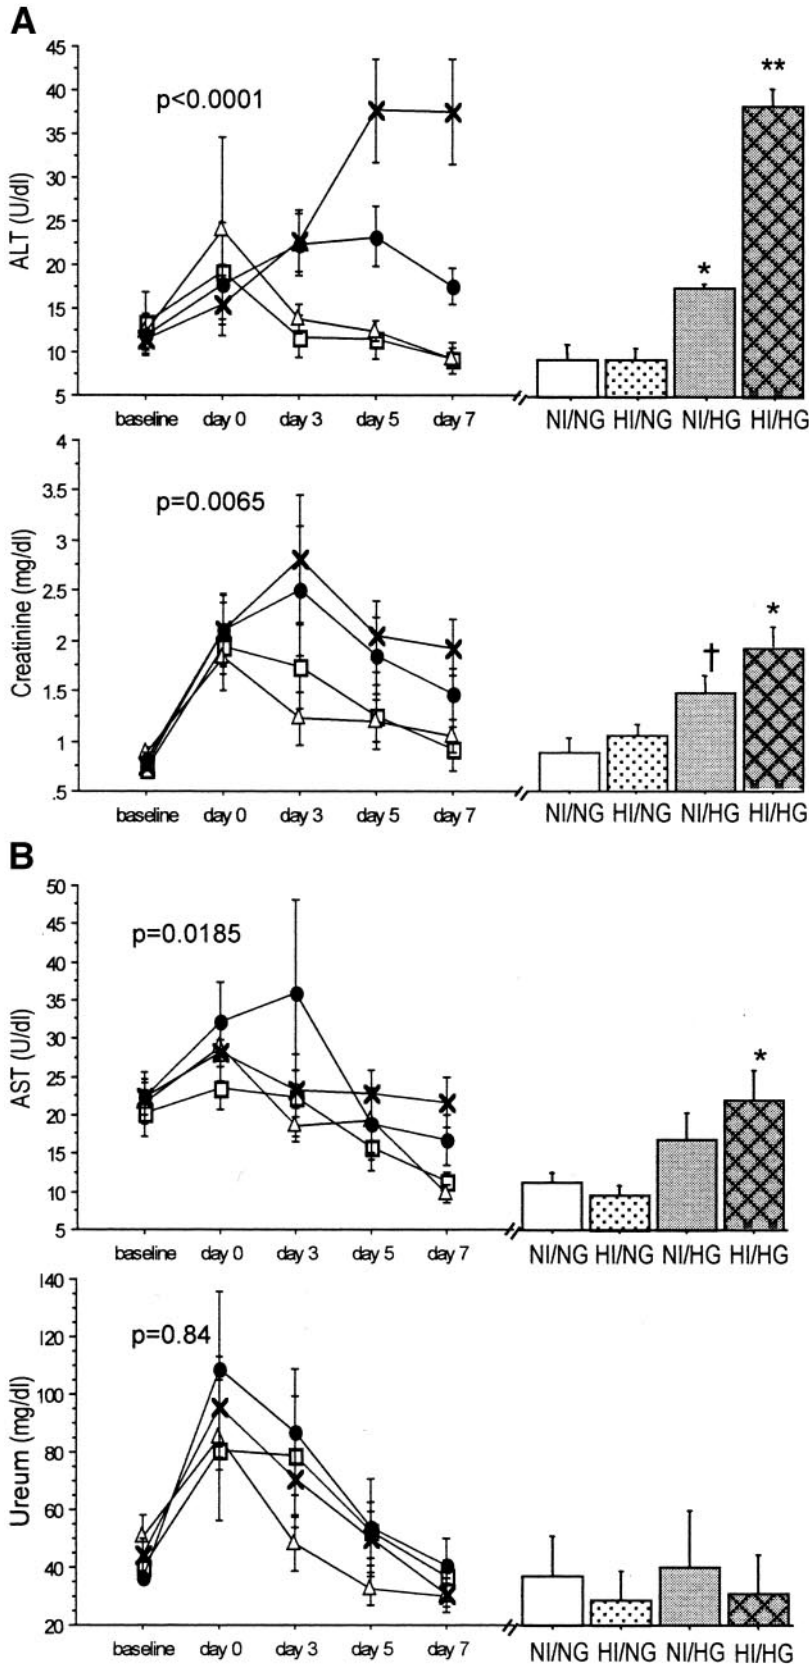 A
ALT (U/dl)
45
40
35
30
25
20
15
10
5
p<0.0001
**
*
baseline day 0 day 3 day 5 day 7
NI/NG HI/NG NI/HG HI/HG
Creatinine (mg/dl)
4
3.5
3
2.5
2
1.5
1
.5
p=0.0065
*
†
baseline day 0 day 3 day 5 day 7
NI/NG HI/NG NI/HG HI/HG
B
AST (U/dl)
50
45
40
35
30
25
20
15
10
5
p=0.0185
*
baseline day 0 day 3 day 5 day 7
NI/NG HI/NG NI/HG HI/HG
Ureum (mg/dl)
140
120
100
80
60
40
20
p=0.84
baseline day 0 day 3 day 5 day 7
NI/NG HI/NG NI/HG HI/HG